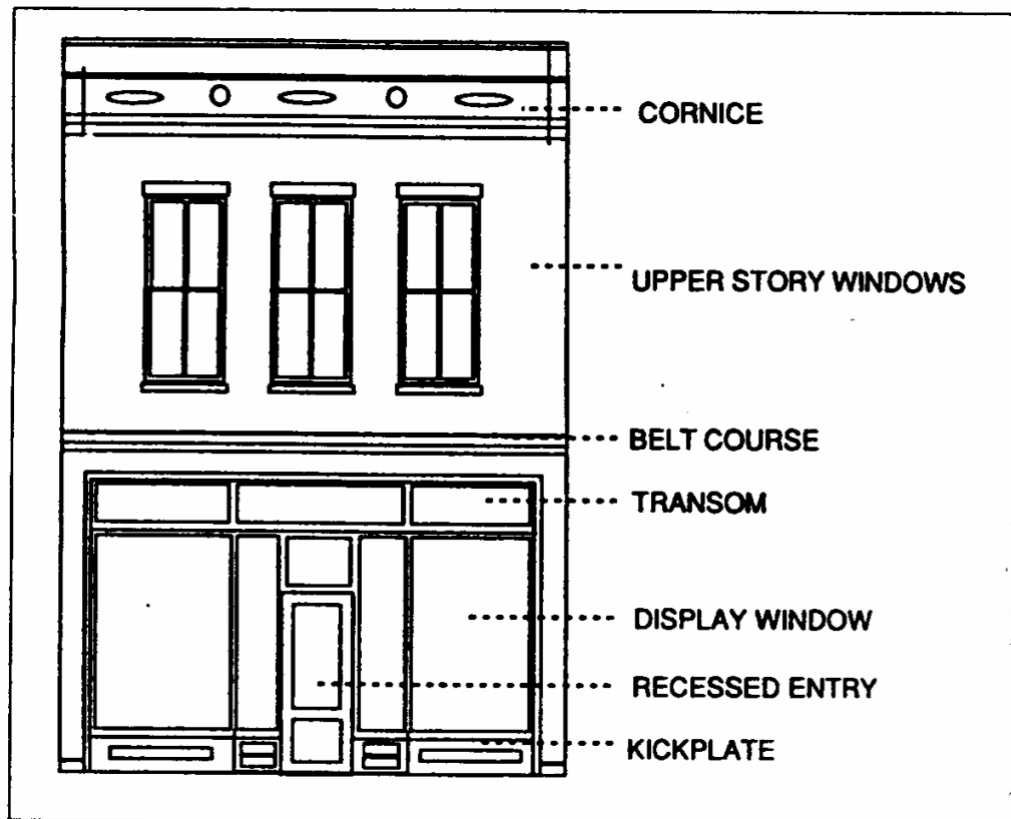 CORNICE
UPPER STORY WINDOWS
BELT COURSE
TRANSOM
DISPLAY WINDOW
RECESSED ENTRY
KICKPLATE